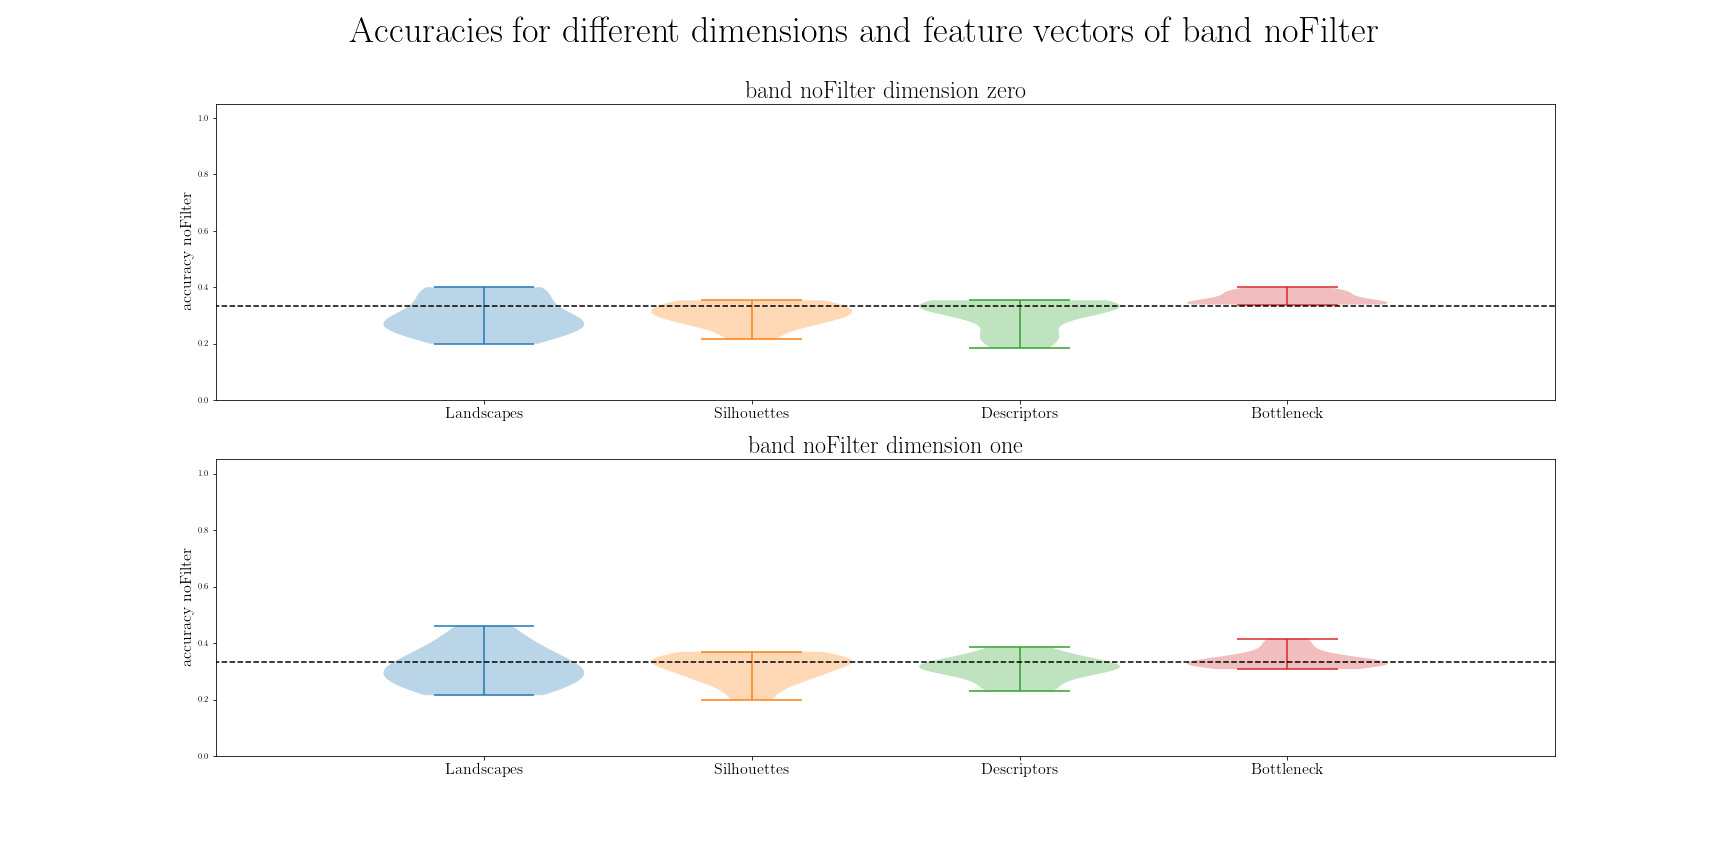 Accuracies for different dimensions and feature vectors of band noFilter
band noFilter dimension zero
accuracy noFilter
1.0
0.8
0.6
0.4
0.2
0.0
Landscapes Silhouettes Descriptors Bottleneck
band noFilter dimension one
accuracy noFilter
1.0
0.8
0.6
0.4
0.2
0.0
Landscapes Silhouettes Descriptors Bottleneck